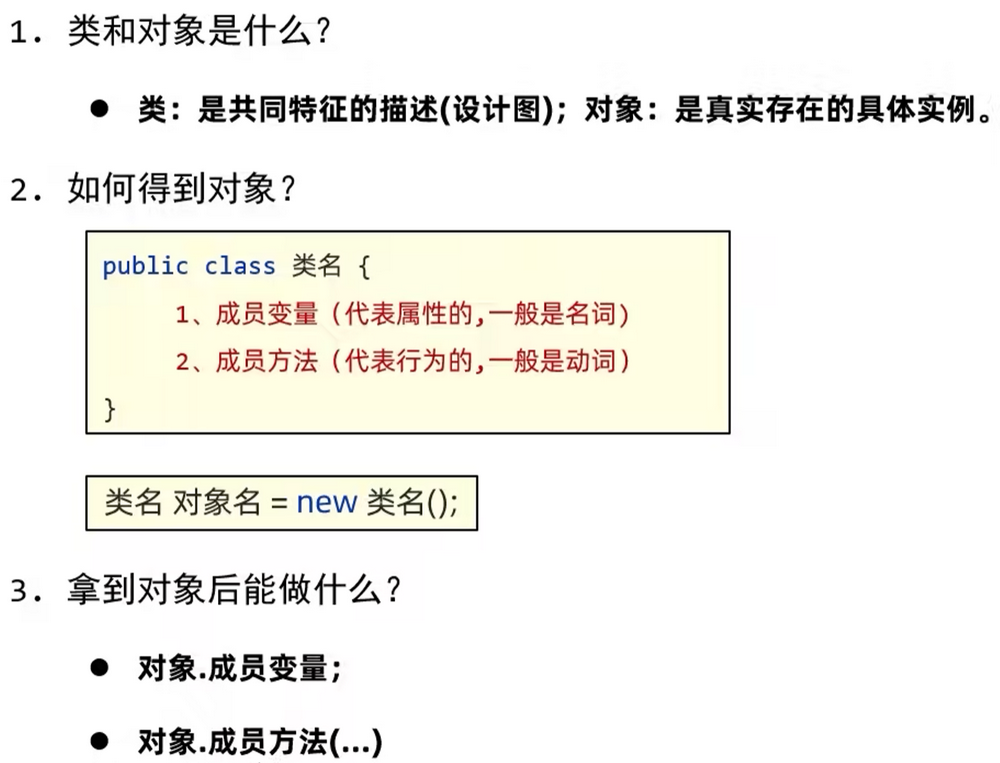 1. 类和对象是什么？
● 类：是共同特征的描述(设计图)；对象：是真实存在的具体实例。
2. 如何得到对象？
public class 类名 {
1、成员变量（代表属性的,一般是名词）
2、成员方法（代表行为的,一般是动词）
}
类名 对象名 = new 类名();
3. 拿到对象后能做什么？
● 对象.成员变量；
● 对象.成员方法(...)